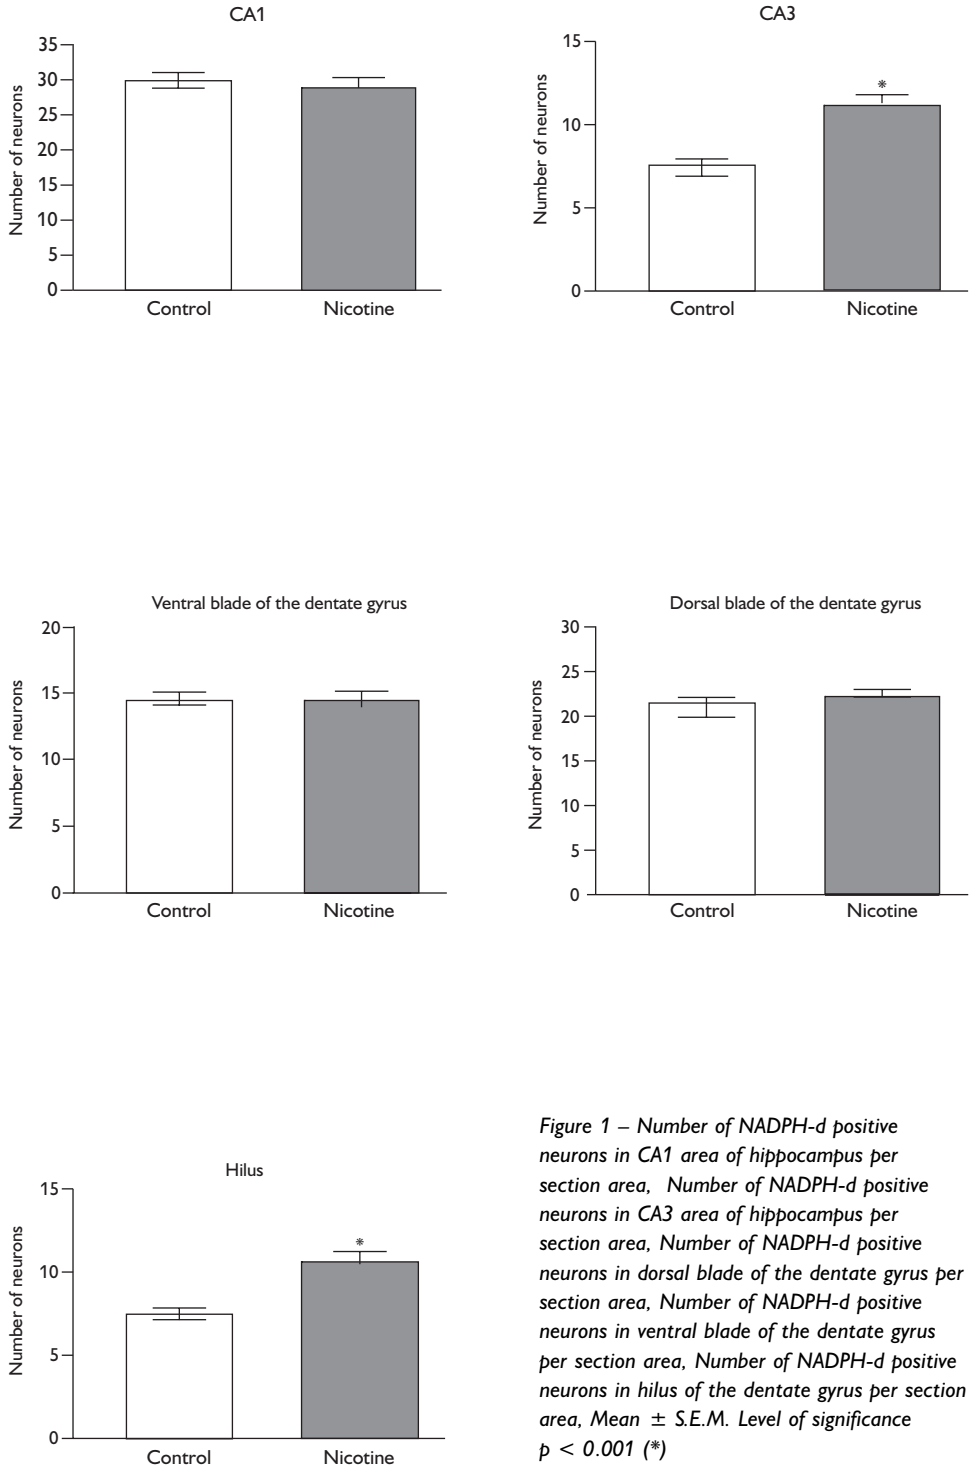 CA1
Number of neurons
35
30
25
20
15
10
5
0
Control Nicotine
CA3
Number of neurons
15
10
5
0
*
Control Nicotine
Ventral blade of the dentate gyrus
Number of neurons
20
15
10
5
0
Control Nicotine
Dorsal blade of the dentate gyrus
Number of neurons
30
25
20
15
10
5
0
Control Nicotine
Hilus
Number of neurons
15
10
5
0
*
Control Nicotine
Figure 1 – Number of NADPH-d positive
neurons in CA1 area of hippocampus per
section area, Number of NADPH-d positive
neurons in CA3 area of hippocampus per
section area, Number of NADPH-d positive
neurons in dorsal blade of the dentate gyrus per
section area, Number of NADPH-d positive
neurons in ventral blade of the dentate gyrus
per section area, Number of NADPH-d positive
neurons in hilus of the dentate gyrus per section
area, Mean ± S.E.M. Level of significance
p < 0.001 (*)